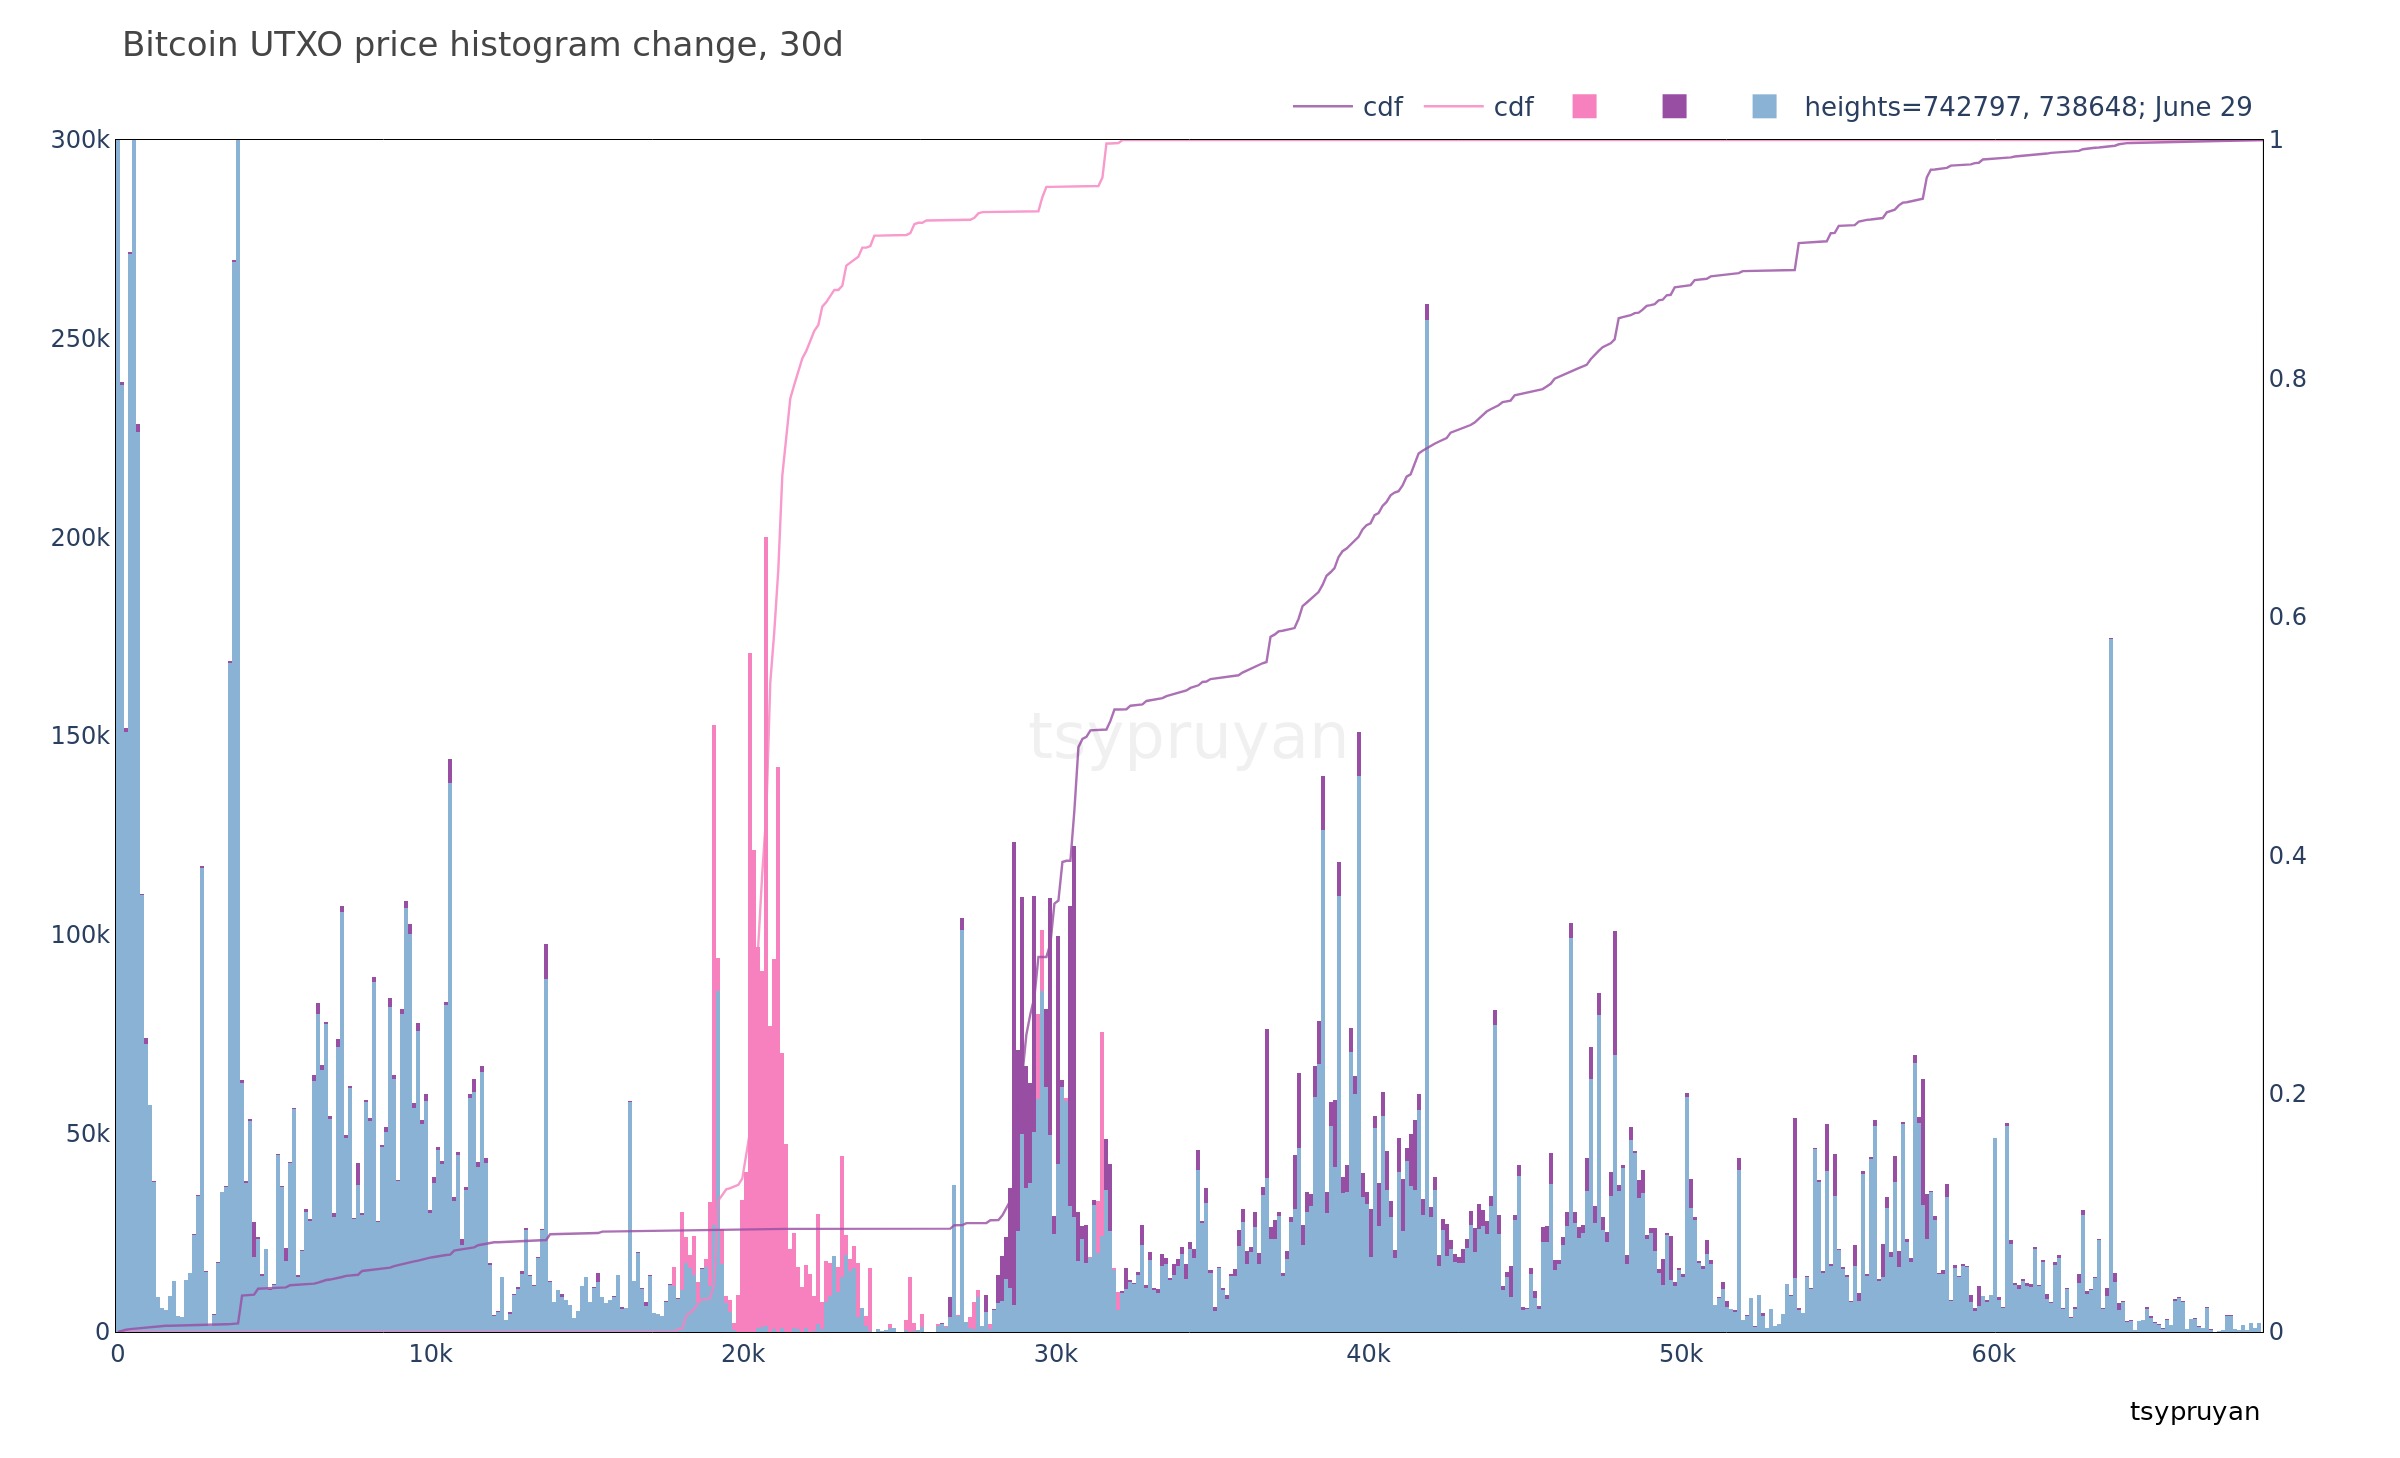 Bitcoin UTXO price histogram change, 30d
cdf cdf heights=742797, 738648; June 29
300k
250k
200k
150k
100k
50k
0
1
0.8
0.6
0.4
0.2
0
tsypruyan
0 10k 20k 30k 40k 50k 60k
tsypruyan